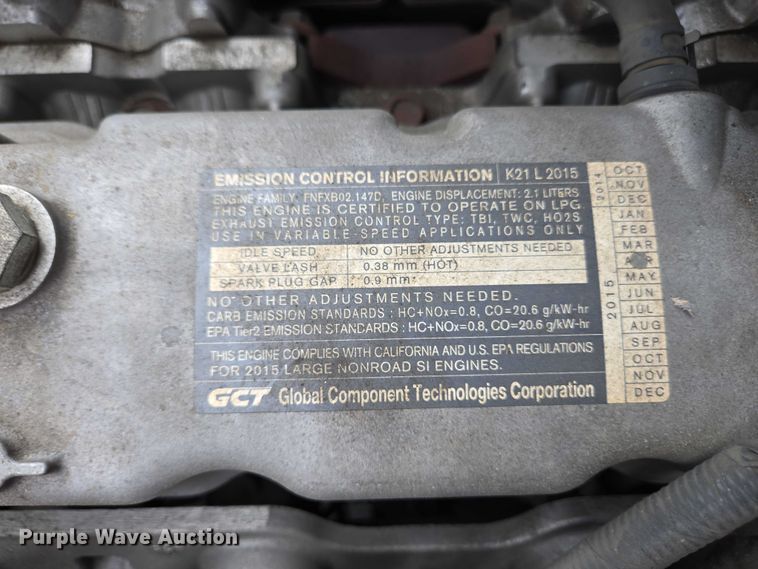 EMISSION CONTROL INFORMATION K21 L 2015
ENGINE FAMILY: FNFXB02.147D, ENGINE DISPLACEMENT: 2.1 LITERS
THIS ENGINE IS CERTIFIED TO OPERATE ON LPG.
EXHAUST EMISSION CONTROL TYPE: TBI, TWC, HO2S
USE IN VARIABLE-SPEED APPLICATIONS ONLY
IDLE SPEED NO OTHER ADJUSTMENTS NEEDED
VALVE LASH 0.38 mm (HOT)
SPARK PLUG GAP 0.9 mm
NO OTHER ADJUSTMENTS NEEDED.
CARB EMISSION STANDARDS : HC+NOx=0.8, CO=20.6 g/kW-hr
EPA Tier2 EMISSION STANDARDS : HC+NOx=0.8, CO=20.6 g/kW-hr
THIS ENGINE COMPLIES WITH CALIFORNIA AND U.S. EPA REGULATIONS
FOR 2015 LARGE NONROAD SI ENGINES.
GCT Global Component Technologies Corporation
2014
OCT
NOV
DEC
2015
JAN
FEB
MAR
APR
MAY
JUN
JUL
AUG
SEP
OCT
NOV
DEC
Purple Wave Auction